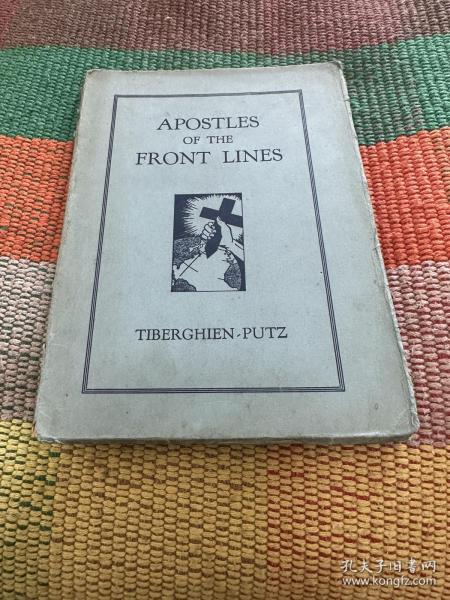 APOSTLES
OF THE
FRONT LINES
TIBERGHIEN-PUTZ
孔夫子旧书网
www.kongfz.com